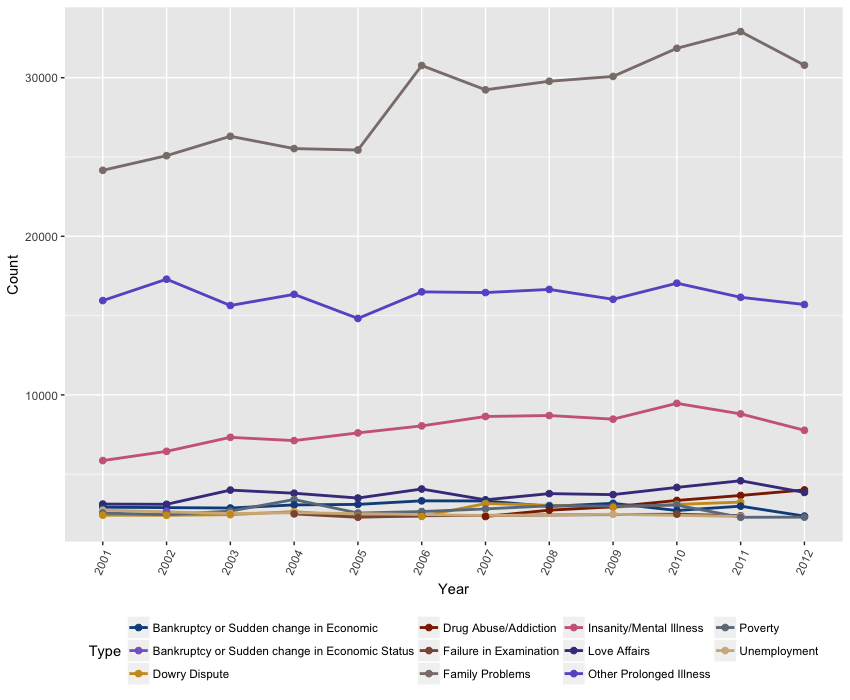 30000
20000
10000
Count
2001 2002 2003 2004 2005 2006 2007 2008 2009 2010 2011 2012
Year
Type
Bankruptcy or Sudden change in Economic
Bankruptcy or Sudden change in Economic Status
Dowry Dispute
Drug Abuse/Addiction
Failure in Examination
Family Problems
Insanity/Mental Illness
Love Affairs
Other Prolonged Illness
Poverty
Unemployment